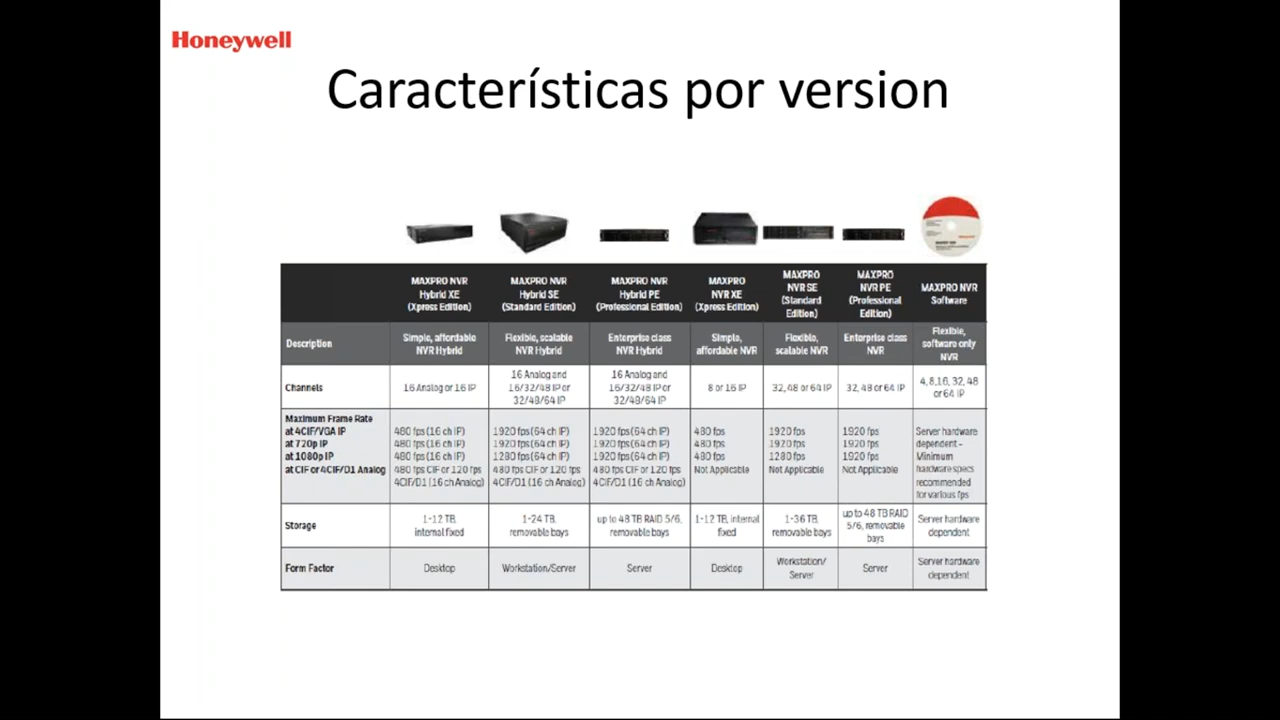 Honeywell
Características por version
MAXPRO NVR Hybrid XE (Xpress Edition)
MAXPRO NVR Hybrid SE (Standard Edition)
MAXPRO NVR Hybrid PE (Professional Edition)
MAXPRO NVR XE (Xpress Edition)
MAXPRO NVR SE (Standard Edition)
MAXPRO NVR PE (Professional Edition)
MAXPRO NVR Software
Description
Simple, affordable NVR Hybrid
Flexible, scalable NVR Hybrid
Enterprise class NVR Hybrid
Simple, affordable NVR
Flexible, scalable NVR
Enterprise class NVR
Flexible, software only NVR
Channels
16 Analog or 16 IP
16 Analog and 16/32/48 IP or 32/48/64 IP
16 Analog and 16/32/48 IP or 32/48/64 IP
8 or 16 IP
32, 48 or 64 IP
32, 48 or 64 IP
4, 8,16, 32, 48 or 64 IP
Maximum Frame Rate
at 4CIF/VGA IP
at 720p IP
at 1080p IP
at CIF or 4CIF/D1 Analog
480 fps (16 ch IP)
480 fps (16 ch IP)
480 fps (16 ch IP)
480 fps CIF or 120 fps
4CIF/D1 (16 ch Analog)
1920 fps (64 ch IP)
1920 fps (64 ch IP)
1280 fps (64 ch IP)
480 fps CIF or 120 fps
4CIF/D1 (16 ch Analog)
1920 fps (64 ch IP)
1920 fps (64 ch IP)
1920 fps (64 ch IP)
480 fps CIF or 120 fps
4CIF/D1 (16 ch Analog)
480 fps
480 fps
480 fps
Not Applicable
1920 fps
1920 fps
1280 fps
Not Applicable
1920 fps
1920 fps
1920 fps
Not Applicable
Server hardware
dependent –
Minimum
hardware specs
recommended
for various fps
Storage
1-12 TB, internal fixed
1-24 TB, removable bays
up to 48 TB RAID 5/6, removable bays
1-12 TB, internal fixed
1-36 TB, removable bays
up to 48 TB RAID 5/6, removable bays
Server hardware dependent
Form Factor
Desktop
Workstation/Server
Server
Desktop
Workstation/ Server
Server
Server hardware dependent
Honeywell